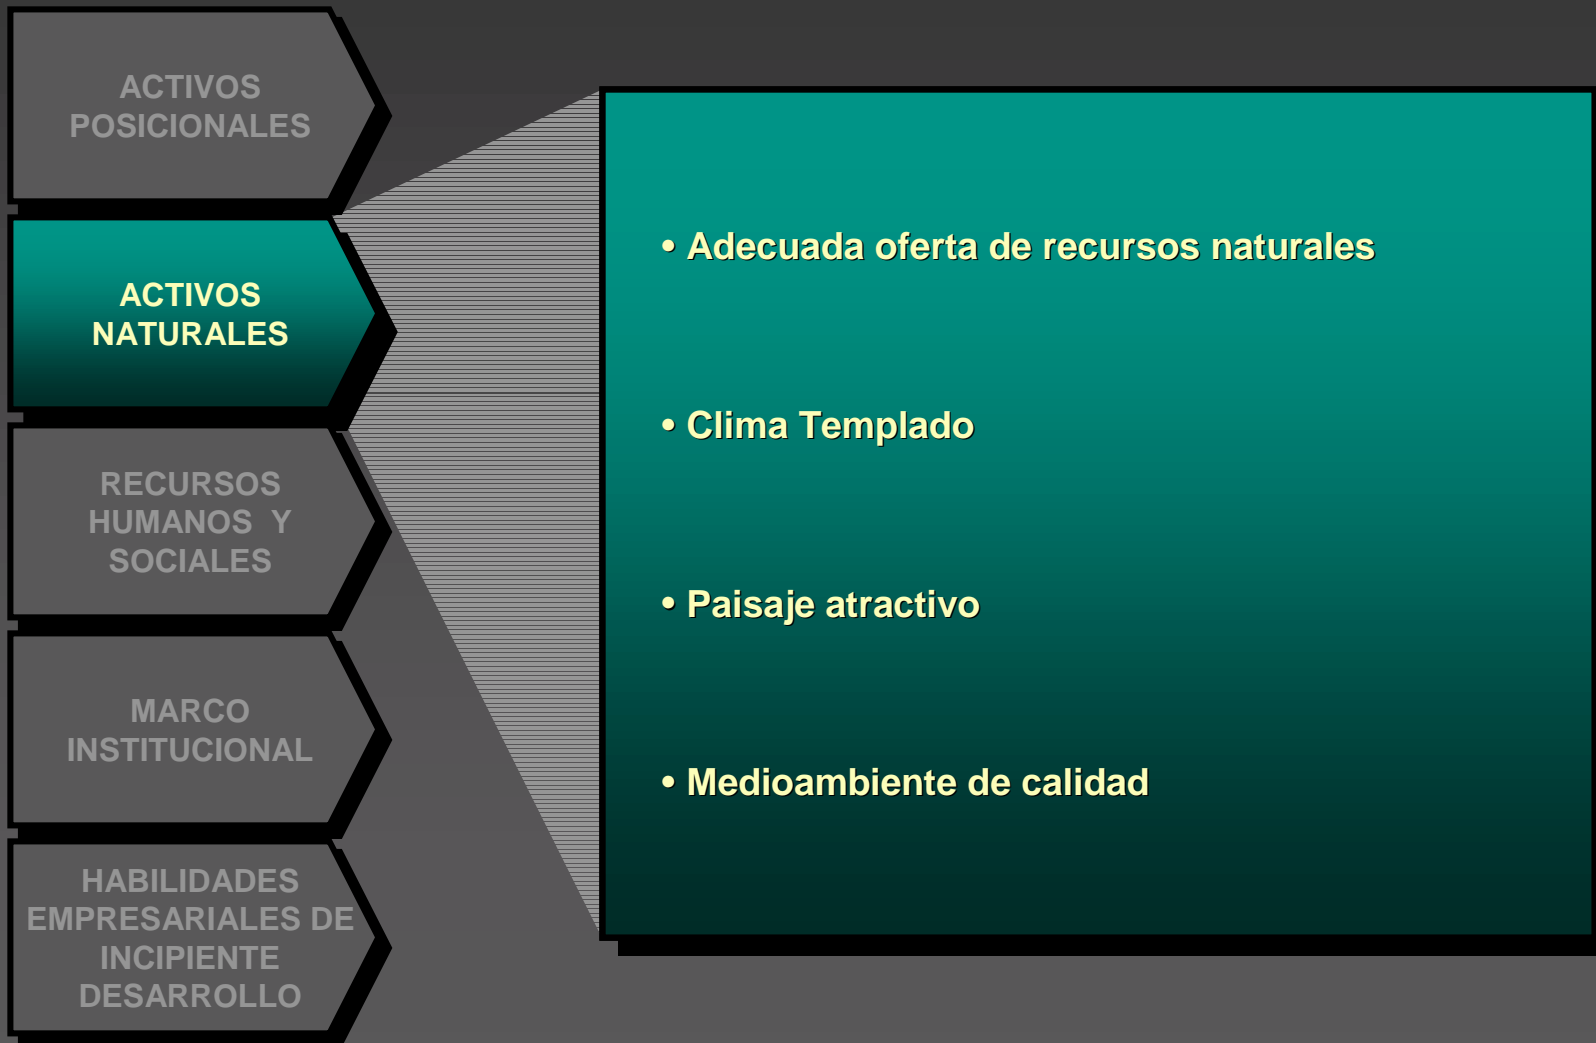 ACTIVOS
POSICIONALES
ACTIVOS
NATURALES
RECURSOS
HUMANOS Y
SOCIALES
MARCO
INSTITUCIONAL
HABILIDADES
EMPRESARIALES DE
INCIPIENTE
DESARROLLO
• Adecuada oferta de recursos naturales
• Clima Templado
• Paisaje atractivo
• Medioambiente de calidad